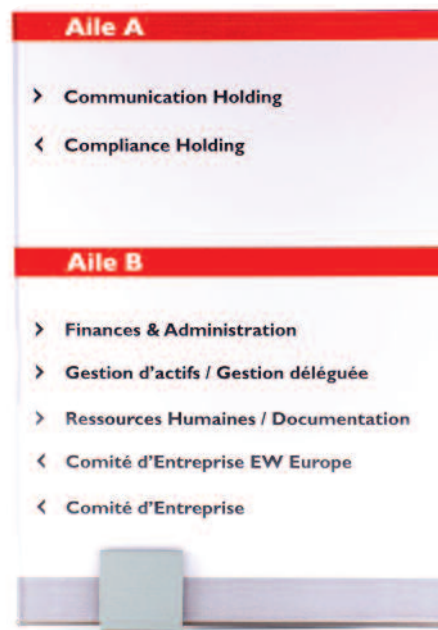 Aile A
> Communication Holding
< Compliance Holding
Aile B
> Finances & Administration
> Gestion d'actifs / Gestion déléguée
> Ressources Humaines / Documentation
< Comité d'Entreprise EW Europe
< Comité d'Entreprise